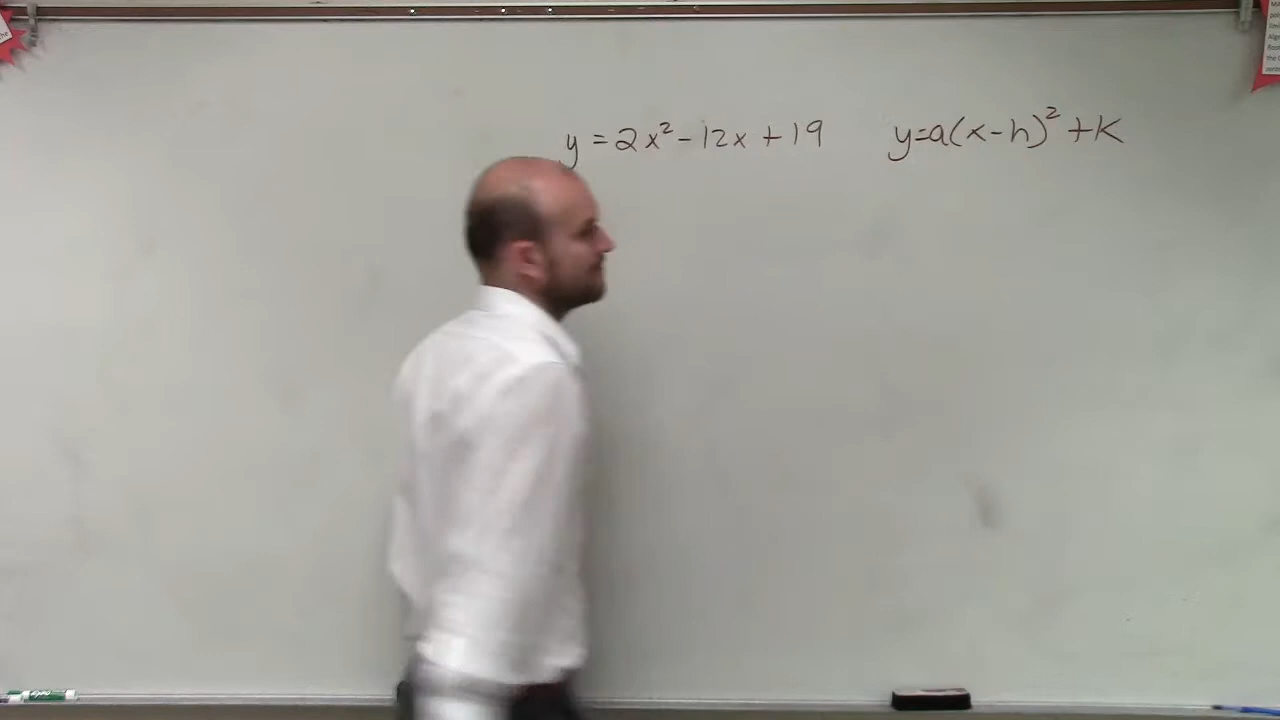 y = 2x² - 12x + 19 y=a(x-h)² + k